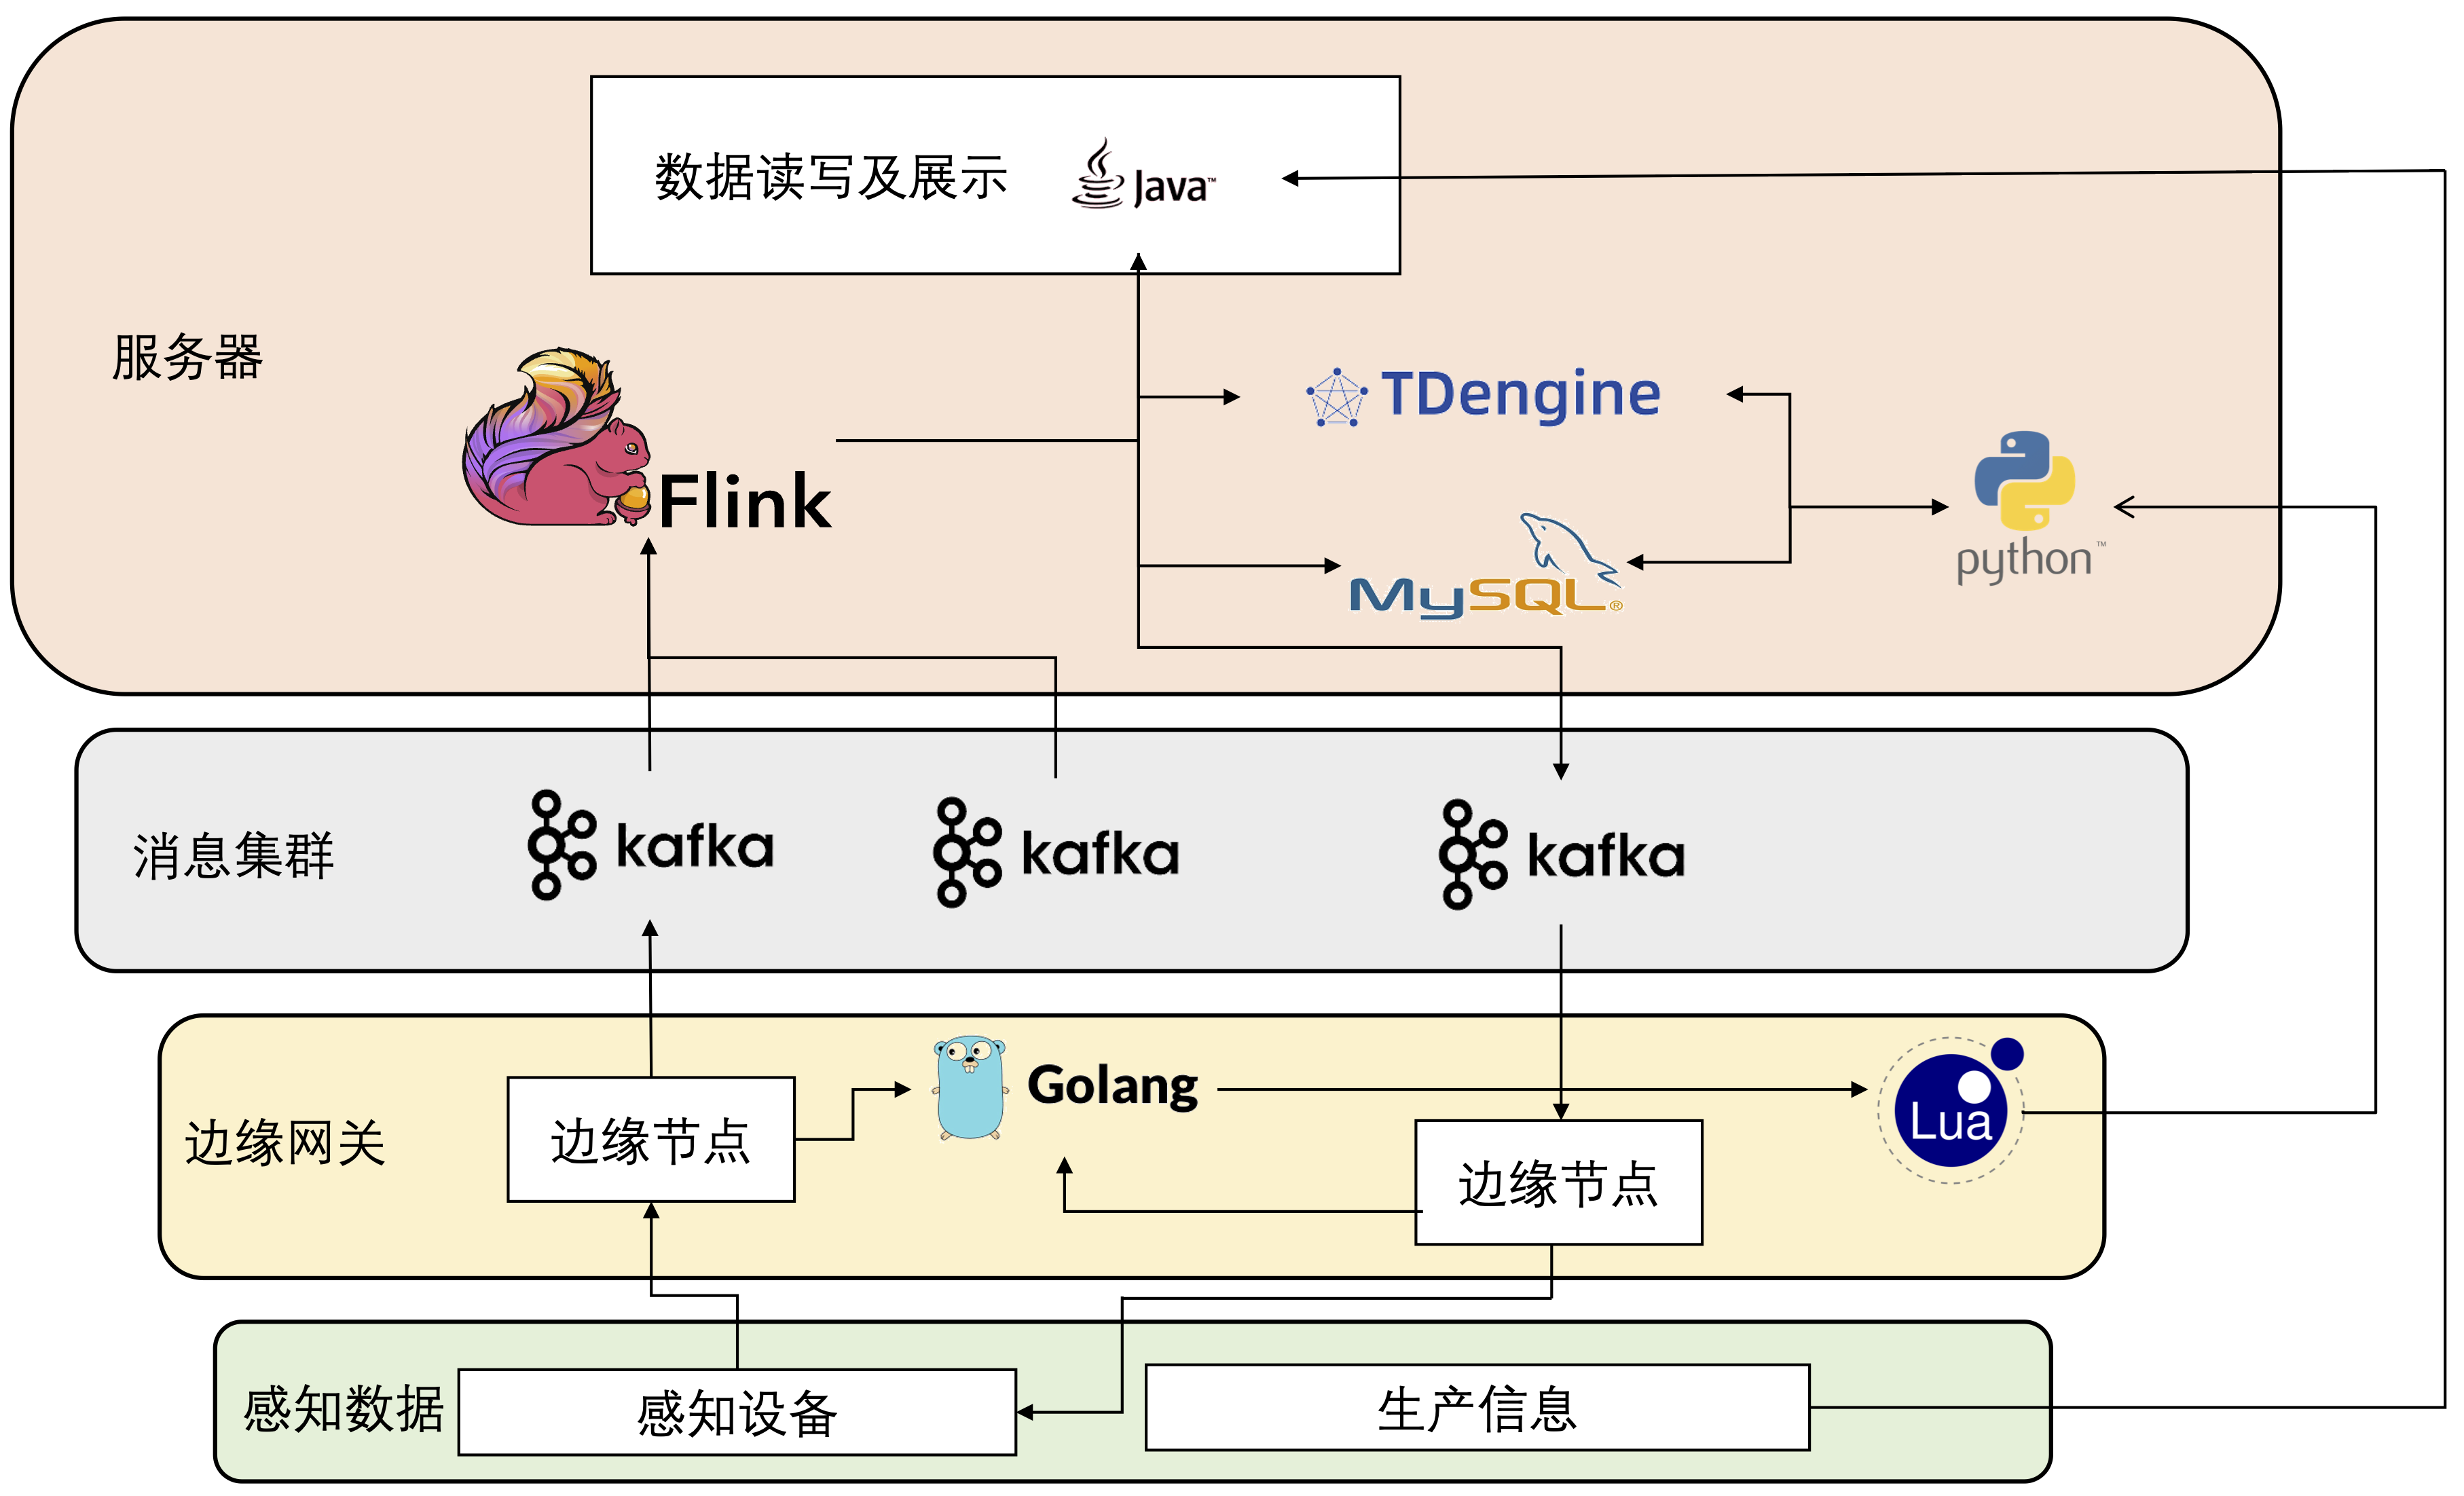 数据读写及展示
Java™
服务器
Flink
TDengine
MySQL®
python™
消息集群
kafka
kafka
kafka
边缘网关
边缘节点
Golang
边缘节点
Lua
感知数据
感知设备
生产信息